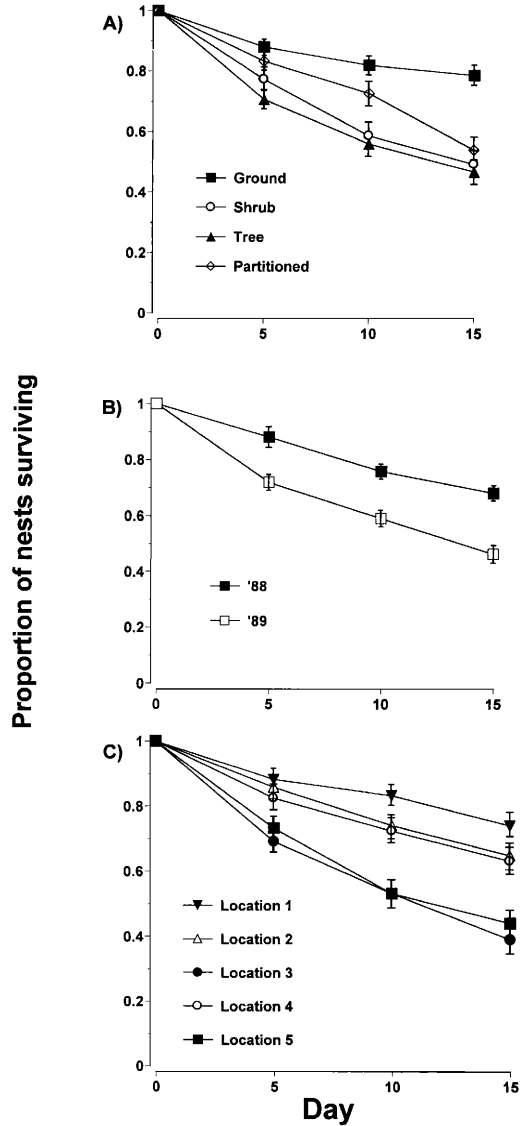 A)
1
0.8
0.6
0.4
0.2
0
Ground
Shrub
Tree
Partitioned
0 5 10 15
Proportion of nests surviving
B)
1
0.8
0.6
0.4
0.2
0
'88
'89
0 5 10 15
C)
1
0.8
0.6
0.4
0.2
0
Location 1
Location 2
Location 3
Location 4
Location 5
0 5 10 15
Day